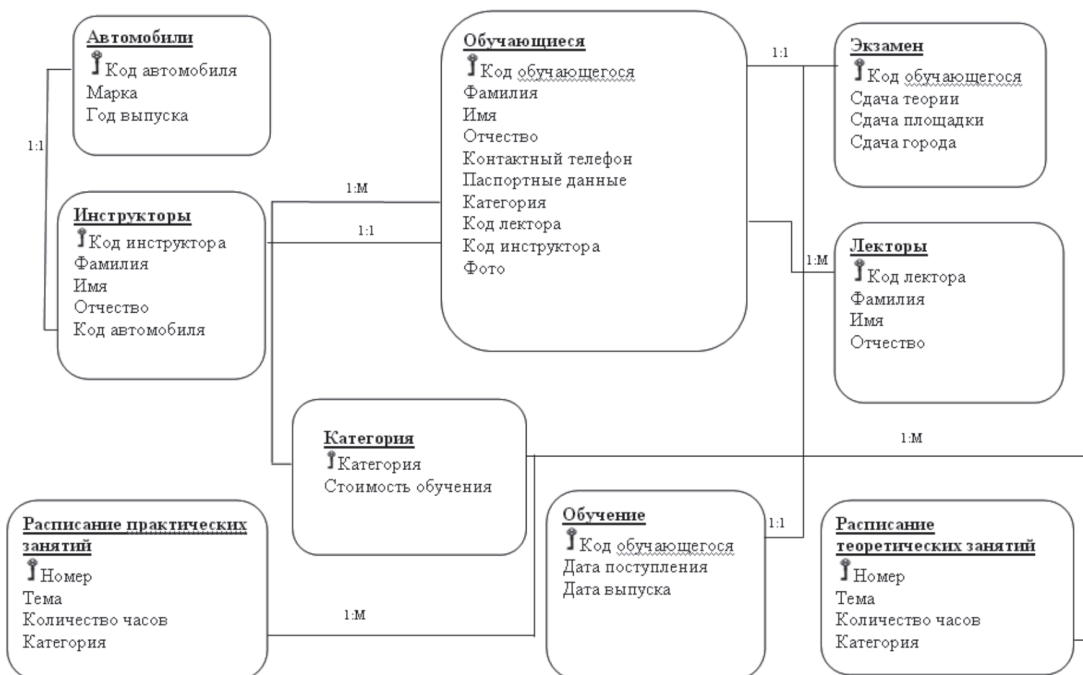 Автомобили
Код автомобиля
Марка
Год выпуска
1:1
Обучающиеся
Код обучающегося
Фамилия
Имя
Отчество
Контактный телефон
Паспортные данные
Категория
Код лектора
Код инструктора
Фото
1:1
Экзамен
Код обучающегося
Сдача теории
Сдача площадки
Сдача города
1:М
1:1
Инструкторы
Код инструктора
Фамилия
Имя
Отчество
Код автомобиля
1:М
Лекторы
Код лектора
Фамилия
Имя
Отчество
Категория
Категория
Стоимость обучения
1:М
Расписание практических
занятий
Номер
Тема
Количество часов
Категория
1:М
Обучение
Код обучающегося
Дата поступления
Дата выпуска
1:1
Расписание
теоретических занятий
Номер
Тема
Количество часов
Категория